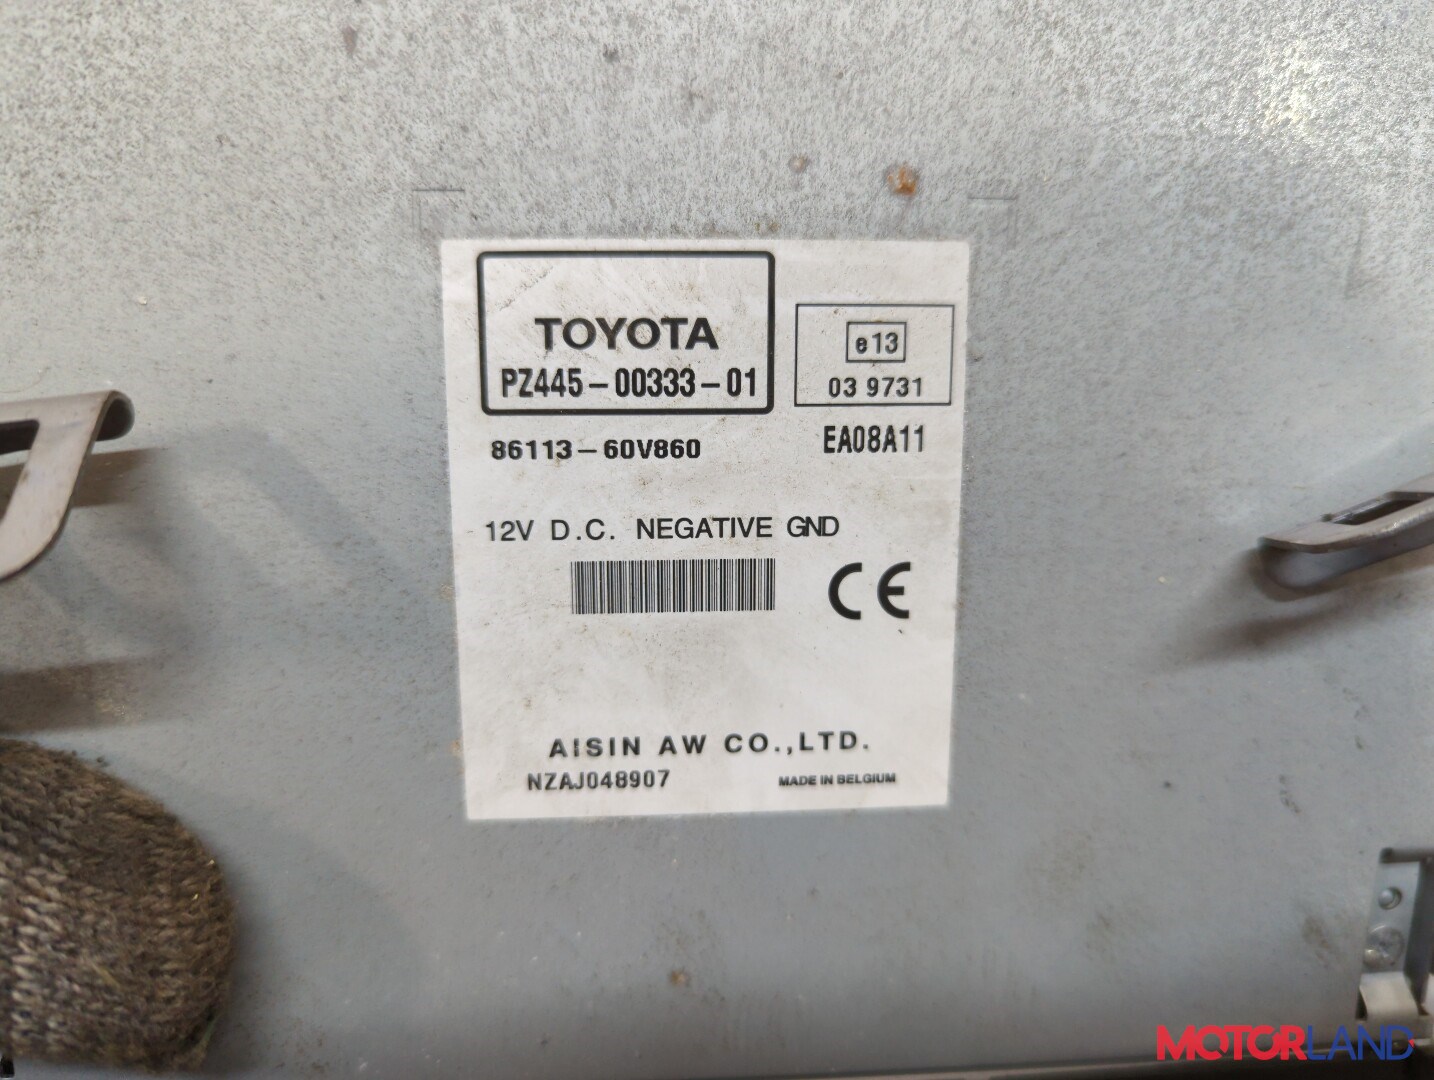 TOYOTA
PZ445-00333-01
e13
03 9731
86113-60V860
EA08A11
12V D.C. NEGATIVE GND
CE
AISIN AW CO.,LTD.
NZAJ048907
MADE IN BELGIUM
MOTORLAND